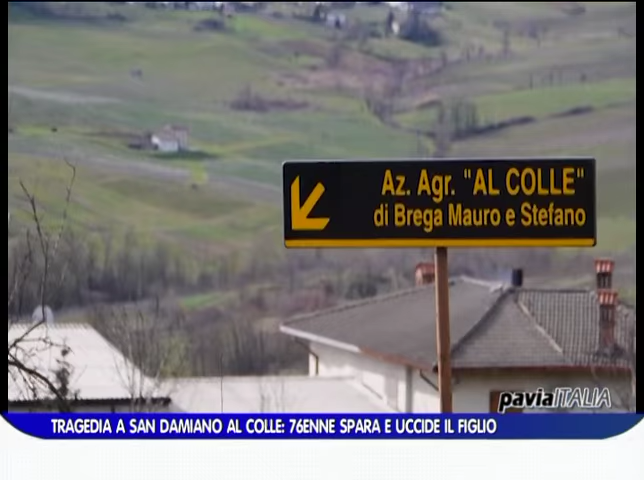 Az. Agr. "AL COLLE"
di Brega Mauro e Stefano
paviaITALIA
TRAGEDIA A SAN DAMIANO AL COLLE: 76ENNE SPARA E UCCIDE IL FIGLIO